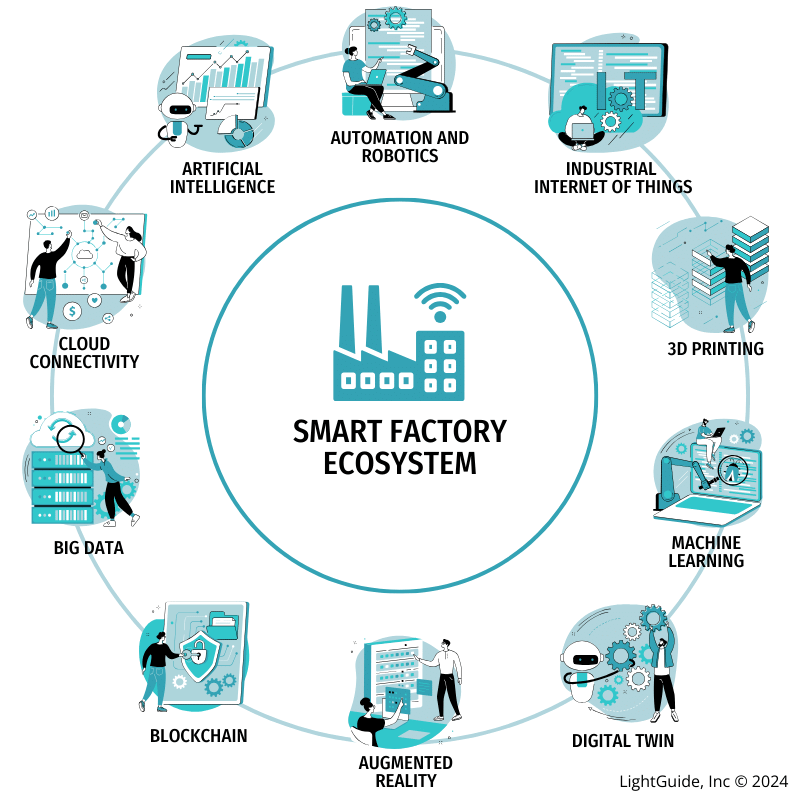 AUTOMATION AND
ROBOTICS
INDUSTRIAL
INTERNET OF THINGS
3D PRINTING
MACHINE
LEARNING
DIGITAL TWIN
AUGMENTED
REALITY
BLOCKCHAIN
BIG DATA
CLOUD
CONNECTIVITY
ARTIFICIAL
INTELLIGENCE
SMART FACTORY
ECOSYSTEM
IT
$
LightGuide, Inc © 2024